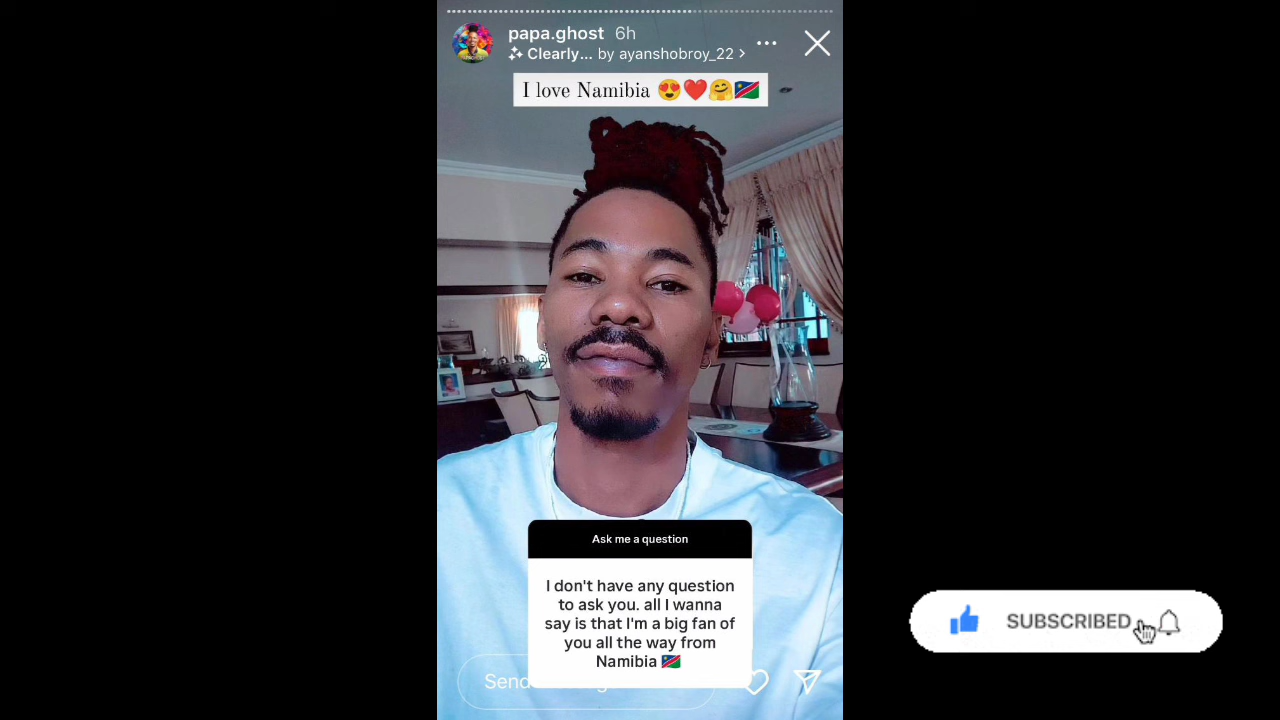 papa.ghost 6h
Clearly... by ayanshobroy_22 >
I love Namibia 😍❤️🤗🇳🇦
Ask me a question
I don't have any question
to ask you. all I wanna
say is that I'm a big fan of
you all the way from
Namibia 🇳🇦
Send
SUBSCRIBED